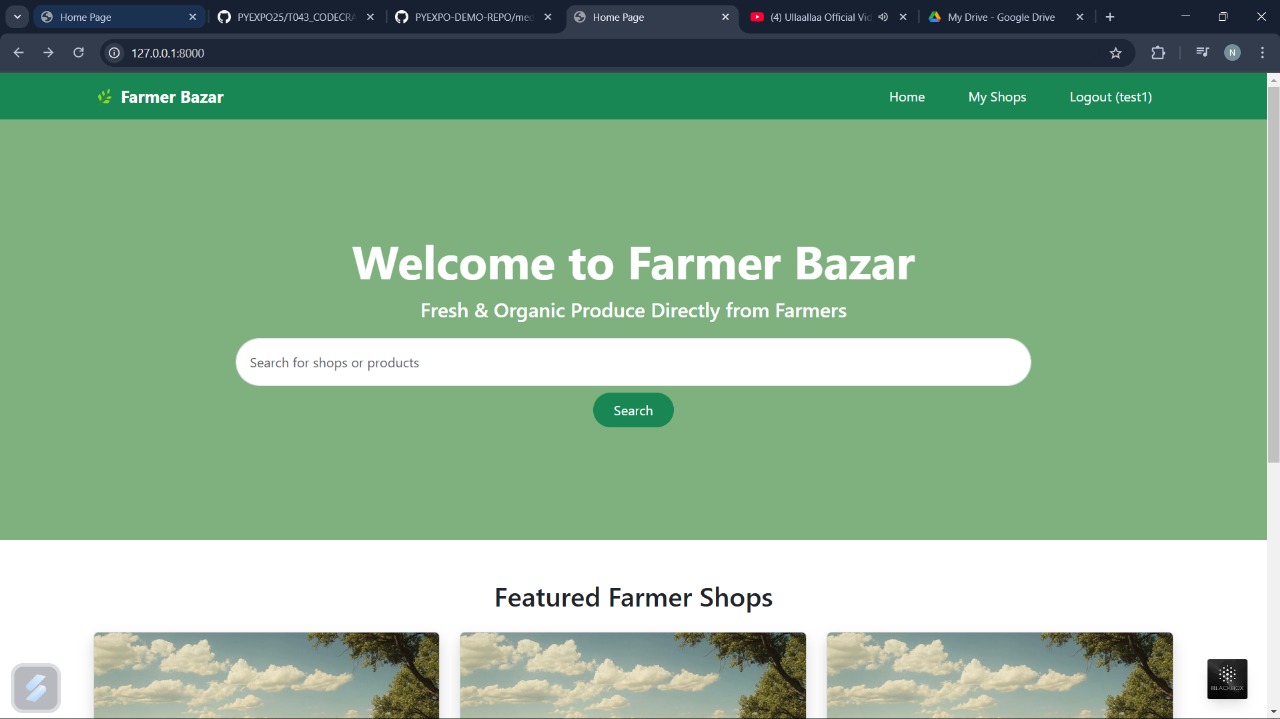 Home Page
PYEXPO25/T043_CODECRA
PYEXPO-DEMO-REPO/med
Home Page
(4) Ullaallaa Official Vid
My Drive - Google Drive
127.0.0.1:8000
N
Farmer Bazar
Home
My Shops
Logout (test1)
Welcome to Farmer Bazar
Fresh & Organic Produce Directly from Farmers
Search for shops or products
Search
Featured Farmer Shops
BLACKBOX